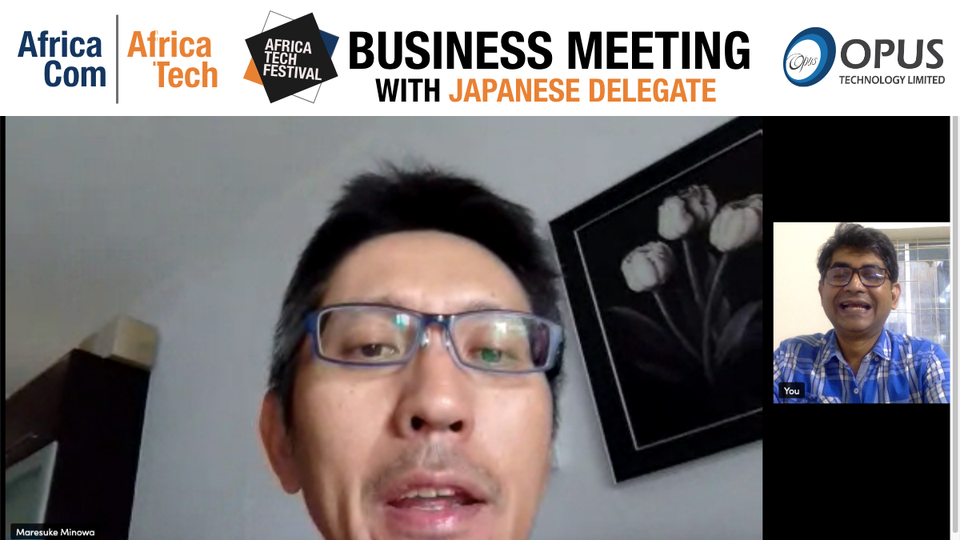 Africa
Com
Africa
Tech
AFRICA
TECH
FESTIVAL
BUSINESS MEETING
WITH JAPANESE DELEGATE
Opus
OPUS
TECHNOLOGY LIMITED
You
Maresuke Minowa